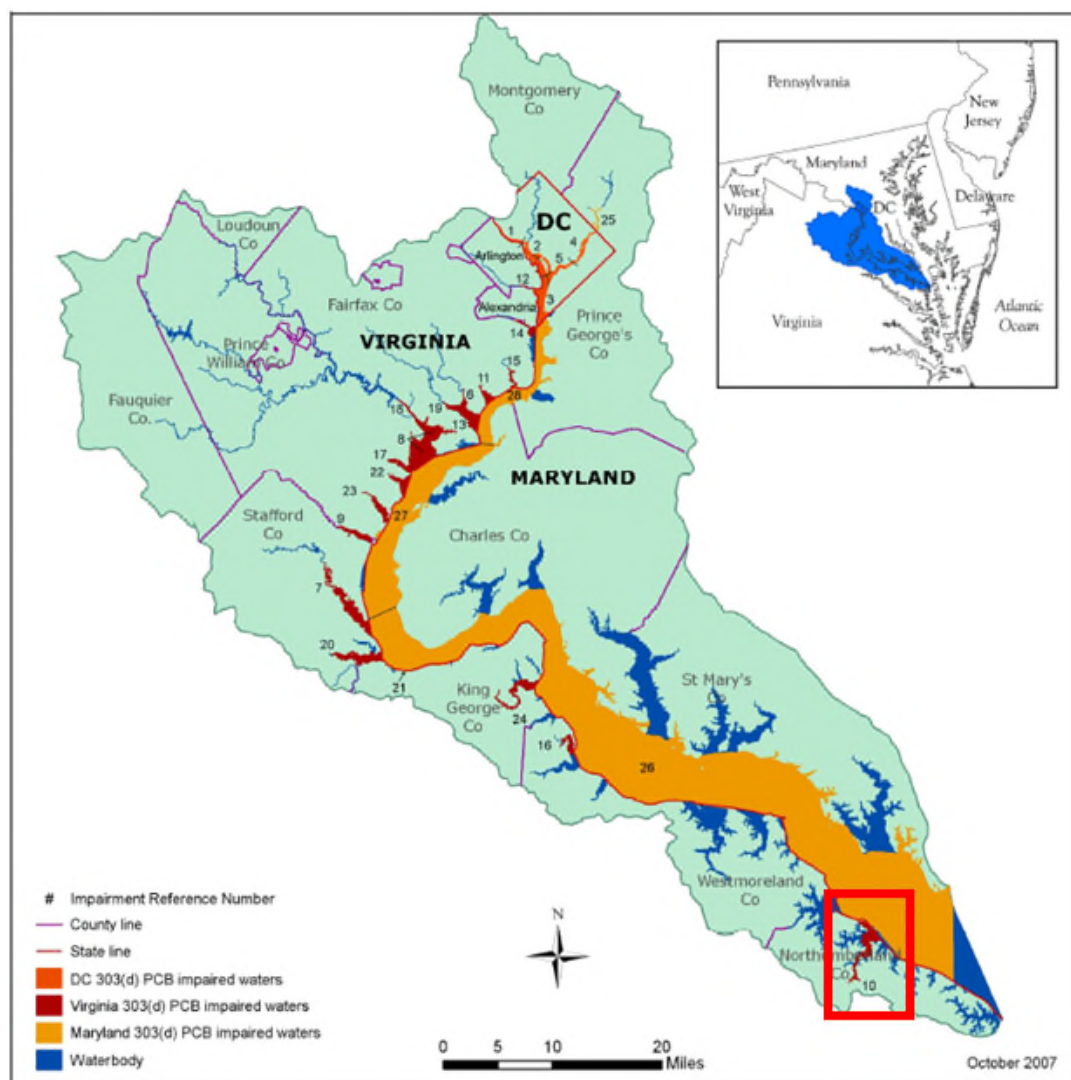 Montgomery
Co
Pennsylvania
New
Jersey
Maryland
West
Virginia
DC
Delaware
Chesapeake Bay
Virginia
Atlantic
Ocean
Loudoun
Co
DC
25
1
2
4
Arlington
5
12
3
Fairfax Co
Alexandria
Prince
George's
Co
14
VIRGINIA
Prince
William Co
15
11
28
Fauquier
Co.
18
19
6
13
8
17
22
MARYLAND
23
27
Stafford
Co
9
Charles Co
7
20
21
King
George
Co
24
St Mary's
Co
16
26
Westmoreland
Co
Northumberland
Co
10
# Impairment Reference Number
County line
State line
DC 303(d) PCB impaired waters
Virginia 303(d) PCB impaired waters
Maryland 303(d) PCB impaired waters
Waterbody
N
0 5 10 20
Miles
October 2007